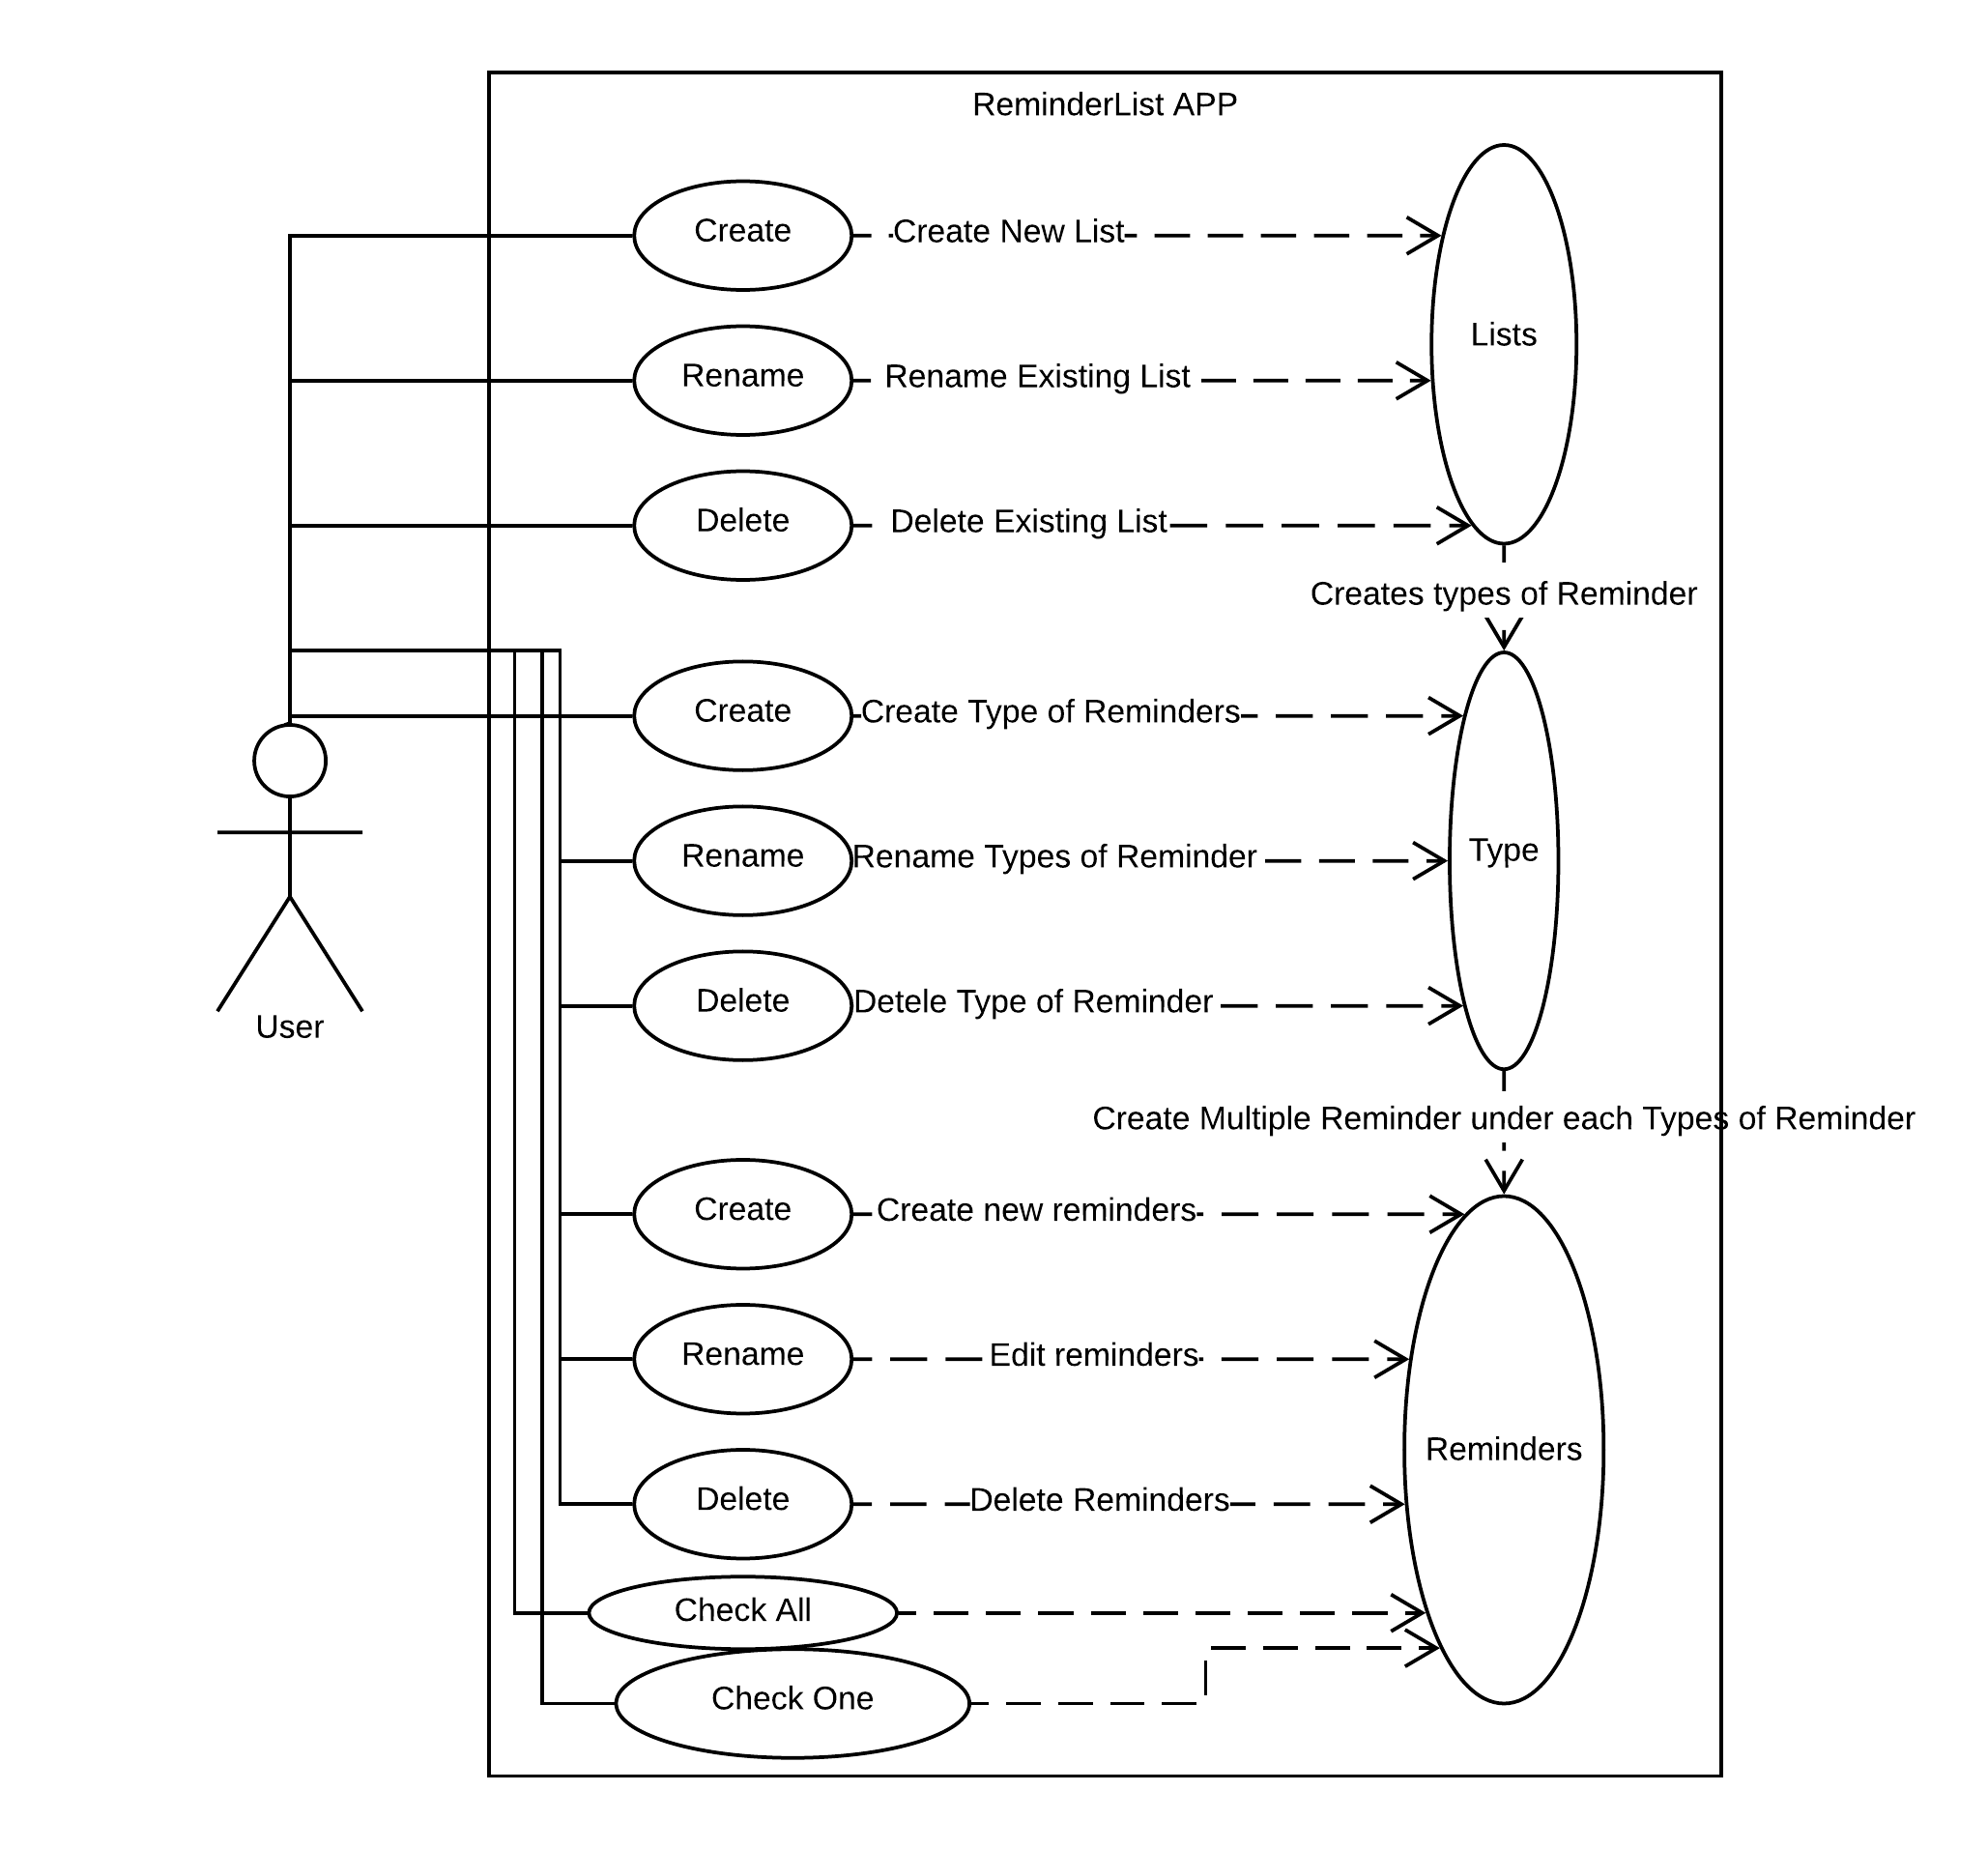 ReminderList APP
Create
Create New List
Lists
Rename
Rename Existing List
Delete
Delete Existing List
Creates types of Reminder
Create
Create Type of Reminders
Rename
Rename Types of Reminder
Type
Delete
Detele Type of Reminder
User
Create Multiple Reminder under each Types of Reminder
Create
Create new reminders
Rename
Edit reminders
Reminders
Delete
Delete Reminders
Check All
Check One